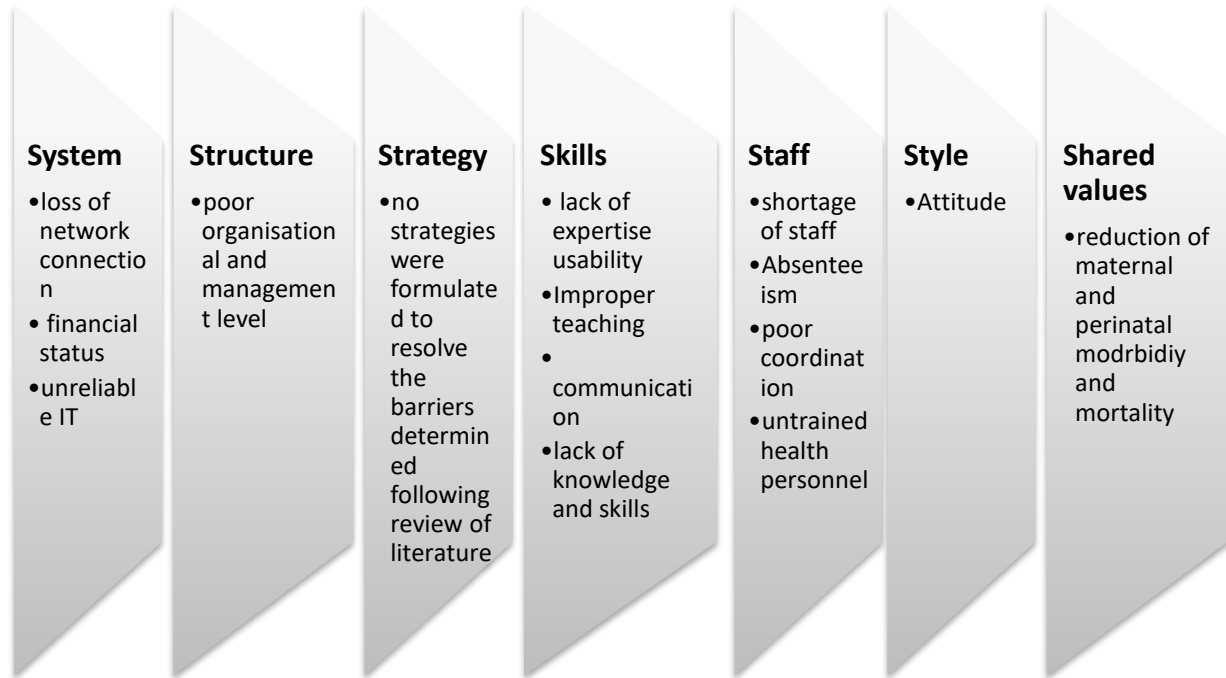 System
•loss of
network
connectio
n
• financial
status
•unreliabl
e IT
Structure
•poor
organisation
al and
managemen
t level
Strategy
•no
strategies
were
formulate
d to
resolve
the
barriers
determin
ed
following
review of
literature
Skills
• lack of
expertise
usability
•Improper
teaching
•
communicati
on
•lack of
knowledge
and skills
Staff
•shortage
of staff
•Absentee
ism
•poor
coordinat
ion
•untrained
health
personnel
Style
•Attitude
Shared
values
•reduction of
maternal
and
perinatal
modrbidiy
and
mortality